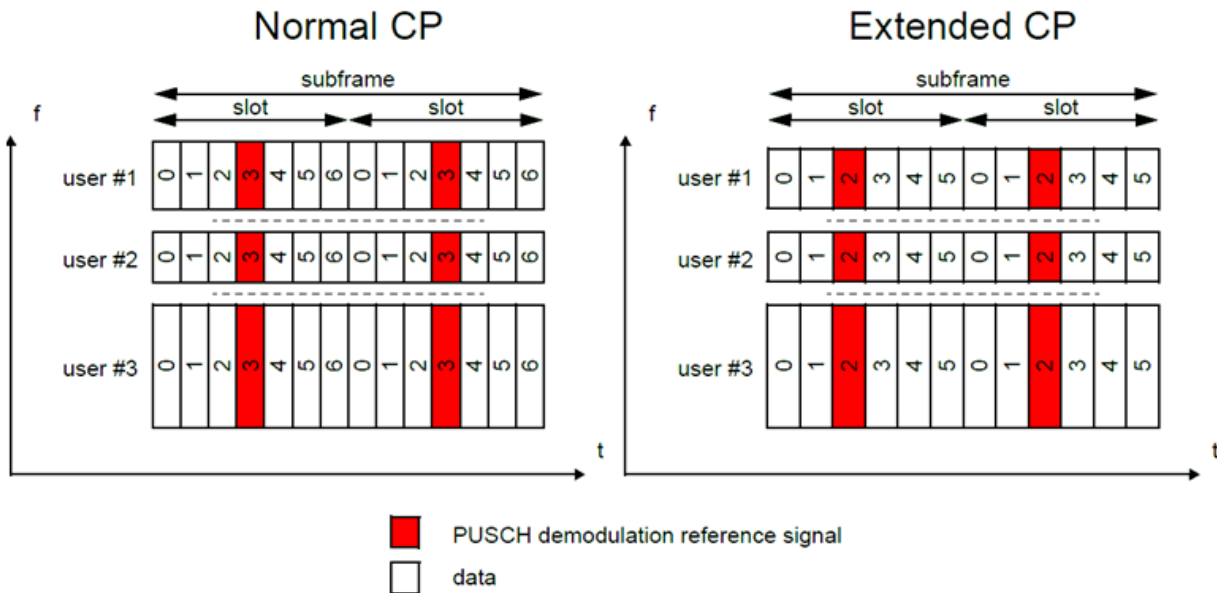 Normal CP
subframe
slot slot
f
user #1 0 1 2 3 4 5 6 0 1 2 3 4 5 6
user #2 0 1 2 3 4 5 6 0 1 2 3 4 5 6
user #3 0 1 2 3 4 5 6 0 1 2 3 4 5 6
t
Extended CP
subframe
slot slot
f
user #1 0 1 2 3 4 5 0 1 2 3 4 5
user #2 0 1 2 3 4 5 0 1 2 3 4 5
user #3 0 1 2 3 4 5 0 1 2 3 4 5
t
PUSCH demodulation reference signal
data